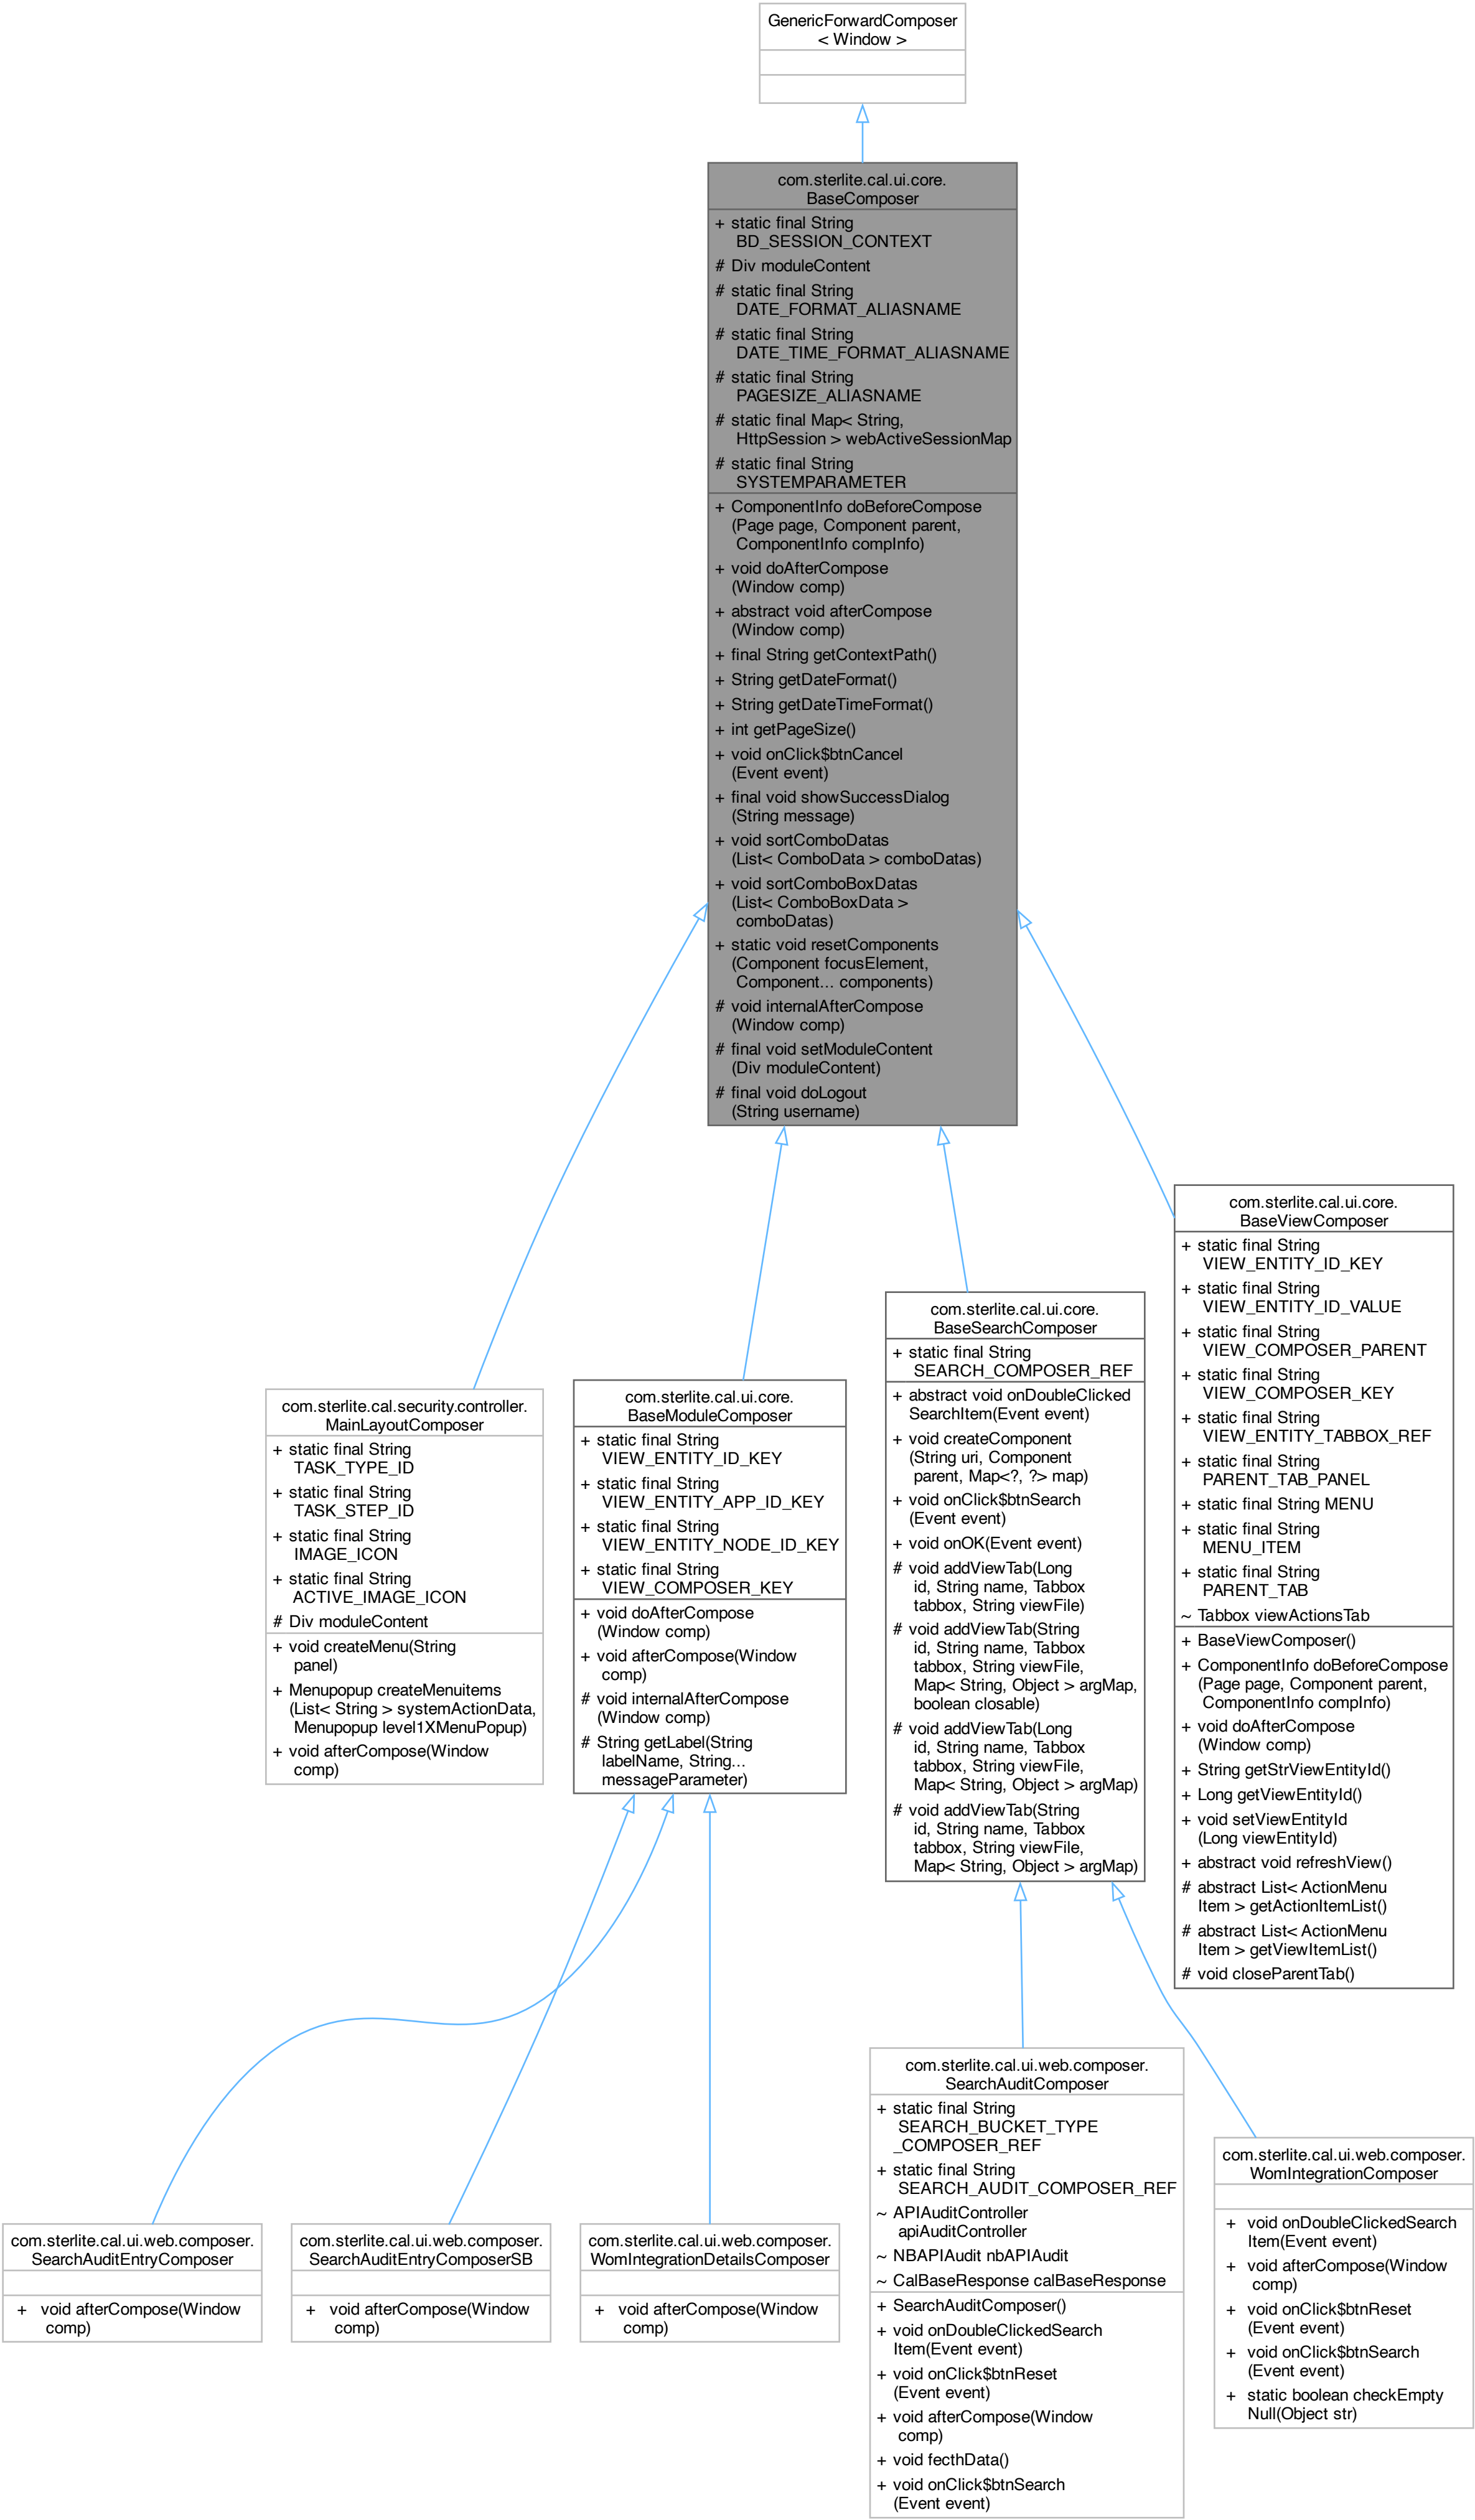 GenericForwardComposer
< Window >
com.sterlite.cal.ui.core.
BaseComposer
+ static final String
BD_SESSION_CONTEXT
# Div moduleContent
# static final String
DATE_FORMAT_ALIASNAME
# static final String
DATE_TIME_FORMAT_ALIASNAME
# static final String
PAGESIZE_ALIASNAME
# static final Map< String,
HttpSession > webActiveSessionMap
# static final String
SYSTEMPARAMETER
+ ComponentInfo doBeforeCompose
(Page page, Component parent,
ComponentInfo compInfo)
+ void doAfterCompose
(Window comp)
+ abstract void afterCompose
(Window comp)
+ final String getContextPath()
+ String getDateFormat()
+ String getDateTimeFormat()
+ int getPageSize()
+ void onClick$btnCancel
(Event event)
+ final void showSuccessDialog
(String message)
+ void sortComboDatas
(List< ComboData > comboDatas)
+ void sortComboBoxDatas
(List< ComboBoxData >
comboDatas)
+ static void resetComponents
(Component focusElement,
Component... components)
# void internalAfterCompose
(Window comp)
# final void setModuleContent
(Div moduleContent)
# final void doLogout
(String username)
com.sterlite.cal.security.controller.
MainLayoutComposer
+ static final String
TASK_TYPE_ID
+ static final String
TASK_STEP_ID
+ static final String
IMAGE_ICON
+ static final String
ACTIVE_IMAGE_ICON
# Div moduleContent
+ void createMenu(String
panel)
+ Menupopup createMenuitems
(List< String > systemActionData,
Menupopup level1XMenuPopup)
+ void afterCompose(Window
comp)
com.sterlite.cal.ui.core.
BaseModuleComposer
+ static final String
VIEW_ENTITY_ID_KEY
+ static final String
VIEW_ENTITY_APP_ID_KEY
+ static final String
VIEW_ENTITY_NODE_ID_KEY
+ static final String
VIEW_COMPOSER_KEY
+ void doAfterCompose
(Window comp)
+ void afterCompose(Window
comp)
# void internalAfterCompose
(Window comp)
# String getLabel(String
labelName, String...
messageParameter)
com.sterlite.cal.ui.core.
BaseSearchComposer
+ static final String
SEARCH_COMPOSER_REF
+ abstract void onDoubleClicked
SearchItem(Event event)
+ void createComponent
(String uri, Component
parent, Map<?, ?> map)
+ void onClick$btnSearch
(Event event)
+ void onOK(Event event)
# void addViewTab(Long
id, String name, Tabbox
tabbox, String viewFile)
# void addViewTab(String
id, String name, Tabbox
tabbox, String viewFile,
Map< String, Object > argMap,
boolean closable)
# void addViewTab(Long
id, String name, Tabbox
tabbox, String viewFile,
Map< String, Object > argMap)
# void addViewTab(String
id, String name, Tabbox
tabbox, String viewFile,
Map< String, Object > argMap)
com.sterlite.cal.ui.core.
BaseViewComposer
+ static final String
VIEW_ENTITY_ID_KEY
+ static final String
VIEW_ENTITY_ID_VALUE
+ static final String
VIEW_COMPOSER_PARENT
+ static final String
VIEW_COMPOSER_KEY
+ static final String
VIEW_ENTITY_TABBOX_REF
+ static final String
PARENT_TAB_PANEL
+ static final String MENU
+ static final String
MENU_ITEM
+ static final String
PARENT_TAB
~ Tabbox viewActionsTab
+ BaseViewComposer()
+ ComponentInfo doBeforeCompose
(Page page, Component parent,
ComponentInfo compInfo)
+ void doAfterCompose
(Window comp)
+ String getStrViewEntityId()
+ Long getViewEntityId()
+ void setViewEntityId
(Long viewEntityId)
+ abstract void refreshView()
# abstract List< ActionMenu
Item > getActionItemList()
# abstract List< ActionMenu
Item > getViewItemList()
# void closeParentTab()
com.sterlite.cal.ui.web.composer.
SearchAuditEntryComposer
+ void afterCompose(Window
comp)
com.sterlite.cal.ui.web.composer.
SearchAuditEntryComposerSB
+ void afterCompose(Window
comp)
com.sterlite.cal.ui.web.composer.
WomIntegrationDetailsComposer
+ void afterCompose(Window
comp)
com.sterlite.cal.ui.web.composer.
SearchAuditComposer
+ static final String
SEARCH_BUCKET_TYPE
_COMPOSER_REF
+ static final String
SEARCH_AUDIT_COMPOSER_REF
~ APIAuditController
apiAuditController
~ NBAPIAudit nbAPIAudit
~ CalBaseResponse calBaseResponse
+ SearchAuditComposer()
+ void onDoubleClickedSearch
Item(Event event)
+ void onClick$btnReset
(Event event)
+ void afterCompose(Window
comp)
+ void fecthData()
+ void onClick$btnSearch
(Event event)
com.sterlite.cal.ui.web.composer.
WomIntegrationComposer
+ void onDoubleClickedSearch
Item(Event event)
+ void afterCompose(Window
comp)
+ void onClick$btnReset
(Event event)
+ void onClick$btnSearch
(Event event)
+ static boolean checkEmpty
Null(Object str)